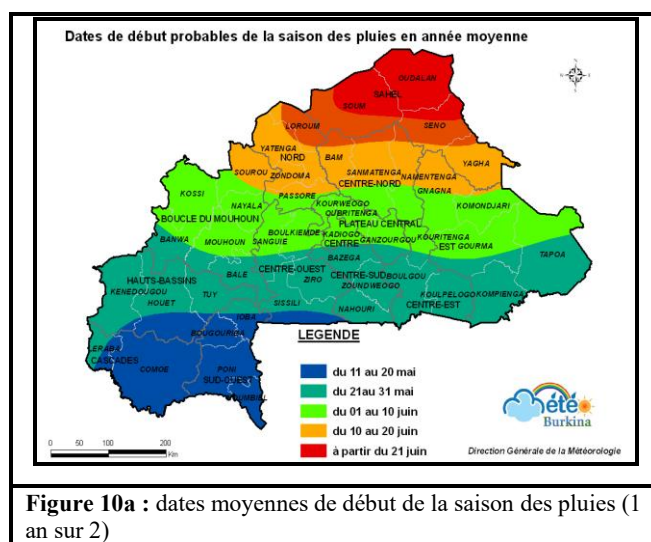 Dates de début probables de la saison des pluies en année moyenne
OUDALAN
SAHEL
SOUM
LOROUM
SENO
YATENGA
NORD
BAM
YAGHA
SOUROU
ZONDOMA
SANMATENGA
NAMENTENGA
CENTRE-NORD
GNAGNA
KOSSI
PASSORE
NAYALA
KOURWEOGO
KOMONDJARI
OUBRITENGA
BOUCLE DU MOUHOUN
PLATEAU CENTRAL
BOULKIEMDE
KADIOGO
KOURITENGA
BANWA
MOUHOUN
SANGUIE
CENTRE
GANZOURGOU
EST
GOURMA
BAZEGA
TAPOA
BALE
CENTRE-OUEST
CENTRE-SUD
BOULGOU
HAUTS-BASSINS
ZIRO
ZOUNDWEOGO
KENEDOUGOU
TUY
KOULPELOGO
KOMPIENGA
HOUET
SISSILI
NAHOURI
CENTRE-EST
IOBA
BOUGOURIBA
LERABA
CASCADES
COMOE
PONI
SUD-OUEST
NOUMBIEL
LEGENDE
du 11 au 20 mai
du 21au 31 mai
du 01 au 10 juin
du 10 au 20 juin
à partir du 21 juin
été
Burkina
0 50 100 200
Km
Direction Générale de la Météorologie
Figure 10a : dates moyennes de début de la saison des pluies (1
an sur 2)